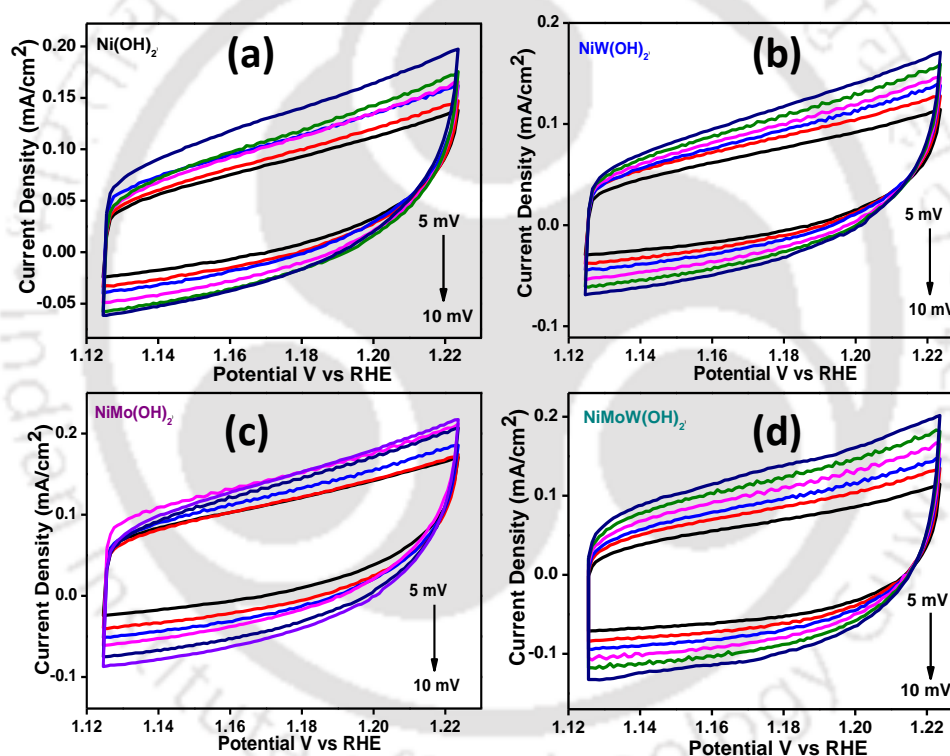 Ni(OH)2'
(a)
Current Density (mA/cm2)
0.20
0.15
0.10
0.05
0.00
-0.05
5 mV
10 mV
1.12 1.14 1.16 1.18 1.20 1.22
Potential V vs RHE
NiW(OH)2'
(b)
Current Density (mA/cm2)
0.2
0.1
0.0
-0.1
5 mV
10 mV
1.12 1.14 1.16 1.18 1.20 1.22
Potential V vs RHE
NiMo(OH)2'
(c)
Current Density (mA/cm2)
0.2
0.1
0.0
-0.1
5 mV
10 mV
1.12 1.14 1.16 1.18 1.20 1.22
Potential V vs RHE
NiMoW(OH)2'
(d)
Current Density (mA/cm2)
0.2
0.1
0.0
-0.1
5 mV
10 mV
1.12 1.14 1.16 1.18 1.20 1.22
Potential V vs RHE